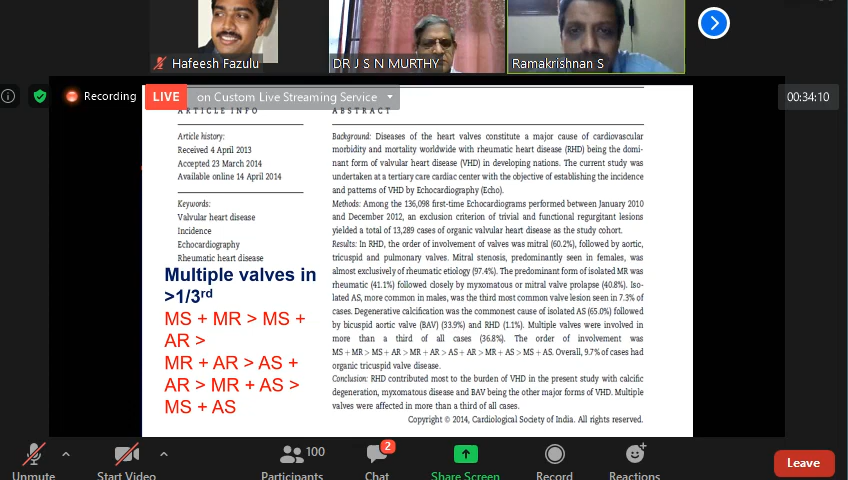 Hafeesh Fazulu
DR J S N MURTHY
Ramakrishnan S
Recording
LIVE on Custom Live Streaming Service
00:34:10
ARTICLE INFO
Article history:
Received 4 April 2013
Accepted 23 March 2014
Available online 14 April 2014
Keywords:
Valvular heart disease
Incidence
Echocardiography
Rheumatic heart disease
Multiple valves in
>1/3rd
MS + MR > MS +
AR >
MR + AR > AS +
AR > MR + AS >
MS + AS
ABSTRACT
Background: Diseases of the heart valves constitute a major cause of cardiovascular
morbidity and mortality worldwide with rheumatic heart disease (RHD) being the domi-
nant form of valvular heart disease (VHD) in developing nations. The current study was
undertaken at a tertiary care cardiac center with the objective of establishing the incidence
and patterns of VHD by Echocardiography (Echo).
Methods: Among the 136,098 first-time Echocardiograms performed between January 2010
and December 2012, an exclusion criterion of trivial and functional regurgitant lesions
yielded a total of 13,289 cases of organic valvular heart disease as the study cohort.
Results: In RHD, the order of involvement of valves was mitral (60.2%), followed by aortic,
tricuspid and pulmonary valves. Mitral stenosis, predominantly seen in females, was
almost exclusively of rheumatic etiology (97.4%). The predominant form of isolated MR was
rheumatic (41.1%) followed closely by myxomatous or mitral valve prolapse (40.8%). Iso-
lated AS, more common in males, was the third most common valve lesion seen in 7.3% of
cases. Degenerative calcification was the commonest cause of isolated AS (65.0%) followed
by bicuspid aortic valve (BAV) (33.9%) and RHD (1.1%). Multiple valves were involved in
more than a third of all cases (36.8%). The order of involvement was
MS + MR > MS + AR > MR + AR > AS + AR > MR + AS > MS + AS. Overall, 9.7% of cases had
organic tricuspid valve disease.
Conclusion: RHD contributed most to the burden of VHD in the present study with calcific
degeneration, myxomatous disease and BAV being the other major forms of VHD. Multiple
valves were affected in more than a third of all cases.
Copyright © 2014, Cardiological Society of India. All rights reserved.
Unmute
Start Video
100
Participants
2
Chat
Share Screen
Record
Reactions
Leave